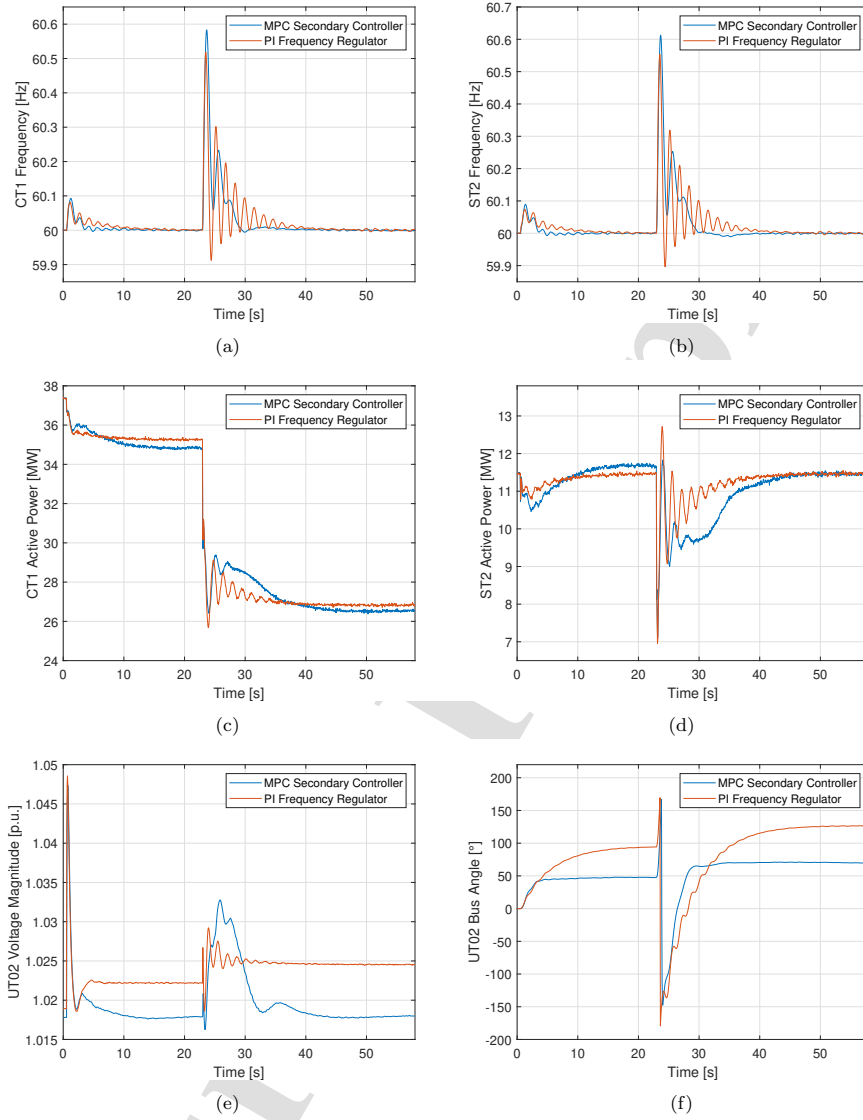 60.6
60.5
60.4
60.3
60.2
60.1
60
59.9
CT1 Frequency [Hz]
MPC Secondary Controller
PI Frequency Regulator
0 10 20 30 40 50
Time [s]
(a)
60.7
60.6
60.5
60.4
60.3
60.2
60.1
60
59.9
ST2 Frequency [Hz]
MPC Secondary Controller
PI Frequency Regulator
0 10 20 30 40 50
Time [s]
(b)
38
36
34
32
30
28
26
24
CT1 Active Power [MW]
MPC Secondary Controller
PI Frequency Regulator
0 10 20 30 40 50
Time [s]
(c)
13
12
11
10
9
8
7
ST2 Active Power [MW]
MPC Secondary Controller
PI Frequency Regulator
0 10 20 30 40 50
Time [s]
(d)
1.05
1.045
1.04
1.035
1.03
1.025
1.02
1.015
UT02 Voltage Magnitude [p.u.]
MPC Secondary Controller
PI Frequency Regulator
0 10 20 30 40 50
Time [s]
(e)
200
150
100
50
0
-50
-100
-150
-200
UT02 Bus Angle [°]
MPC Secondary Controller
PI Frequency Regulator
0 10 20 30 40 50
Time [s]
(f)